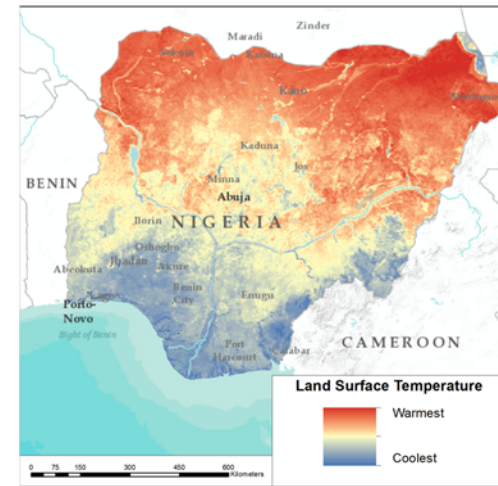 Zinder
Maradi
Sokoto
Katsina
Kano
Maiduguri
Kaduna
Jos
Minna
Abuja
BENIN
NIGERIA
Ilorin
Oshogbo
Ibadan
Abeokuta
Akure
Lagos
Benin
City
Enugu
Porto-
Novo
Bight of Benin
Port
Harcourt
Calabar
CAMEROON
Land Surface Temperature
Warmest
Coolest
0 75 150 300 450 600
Kilometers